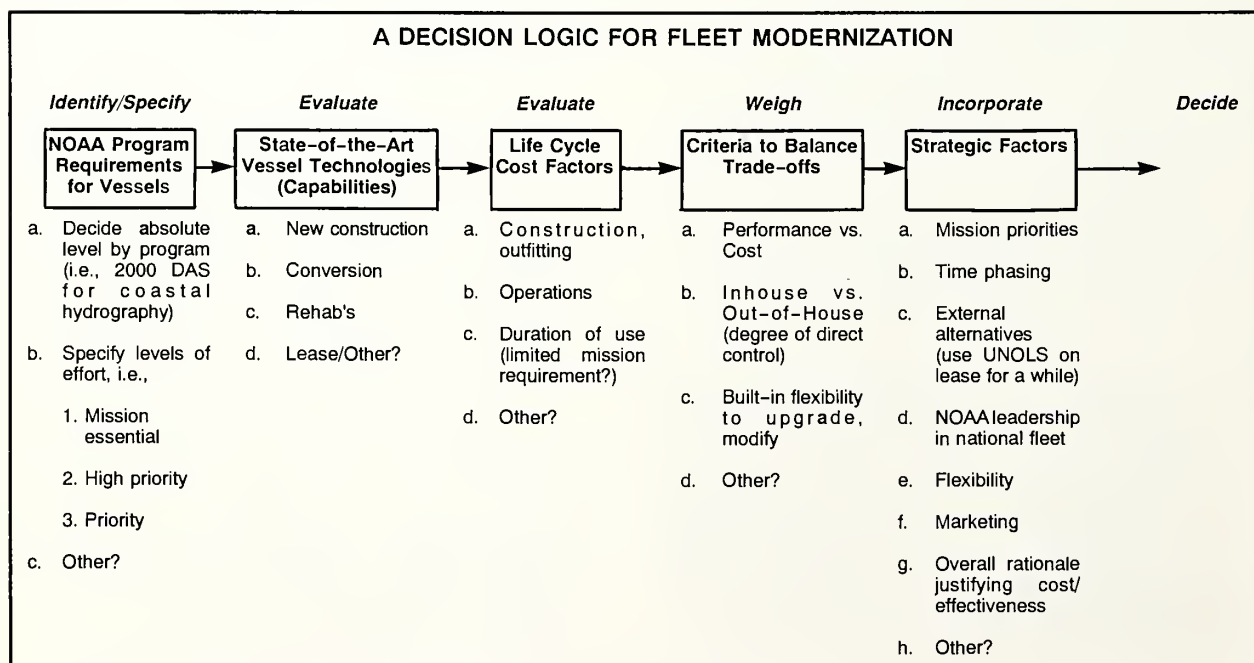 A DECISION LOGIC FOR FLEET MODERNIZATION
Identify/Specify
NOAA Program
Requirements
for Vessels
a. Decide absolute
level by program
(i.e., 2000 DAS
for coastal
hydrography)
b. Specify levels of
effort, i.e.,
1. Mission
essential
2. High priority
3. Priority
c. Other?
Evaluate
State-of-the-Art
Vessel Technologies
(Capabilities)
a. New construction
b. Conversion
c. Rehab's
d. Lease/Other?
Evaluate
Life Cycle
Cost Factors
a. Construction,
outfitting
b. Operations
c. Duration of use
(limited mission
requirement?)
d. Other?
Weigh
Criteria to Balance
Trade-offs
a. Performance vs.
Cost
b. Inhouse vs.
Out-of-House
(degree of direct
control)
c. Built-in flexibility
to upgrade,
modify
d. Other?
Incorporate
Strategic Factors
a. Mission priorities
b. Time phasing
c. External
alternatives
(use UNOLS on
lease for a while)
d. NOAA leadership
in national fleet
e. Flexibility
f. Marketing
g. Overall rationale
justifying cost/
effectiveness
h. Other?
Decide